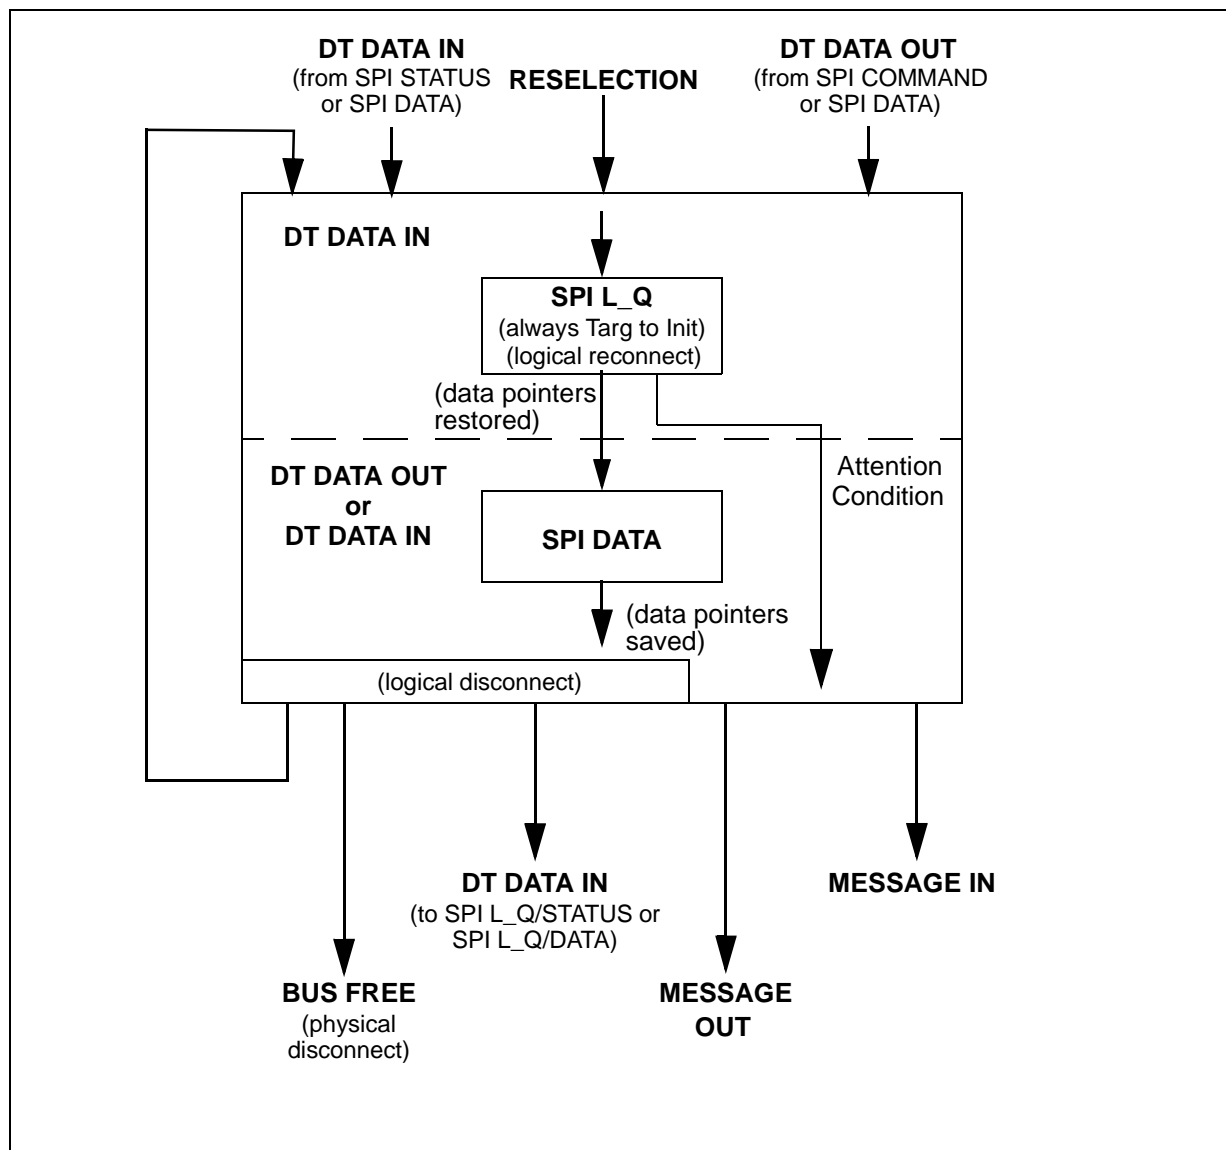 DT DATA IN
(from SPI STATUS
or SPI DATA)
RESELECTION
DT DATA OUT
(from SPI COMMAND
or SPI DATA)
DT DATA IN
SPI L_Q
(always Targ to Init)
(logical reconnect)
(data pointers
restored)
DT DATA OUT
or
DT DATA IN
Attention
Condition
SPI DATA
(data pointers
saved)
(logical disconnect)
DT DATA IN
(to SPI L_Q/STATUS or
SPI L_Q/DATA)
MESSAGE IN
BUS FREE
(physical
disconnect)
MESSAGE
OUT